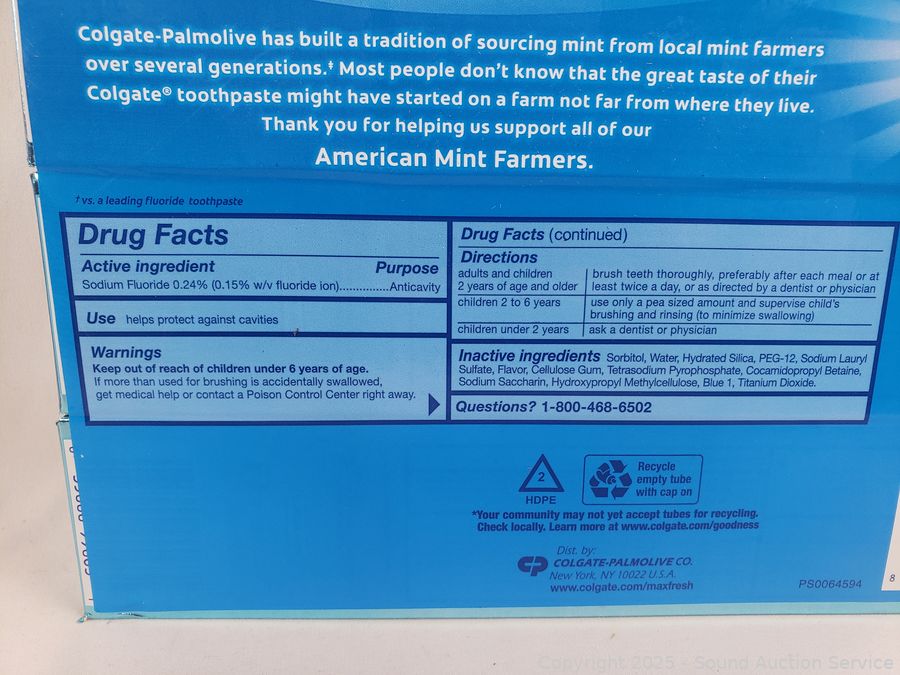 Colgate-Palmolive has built a tradition of sourcing mint from local mint farmers
over several generations.‡ Most people don't know that the great taste of their
Colgate® toothpaste might have started on a farm not far from where they live.
Thank you for helping us support all of our
American Mint Farmers.
† vs. a leading fluoride toothpaste
Drug Facts
Active ingredient Purpose
Sodium Fluoride 0.24% (0.15% w/v fluoride ion)...............Anticavity
Use helps protect against cavities
Warnings
Keep out of reach of children under 6 years of age.
If more than used for brushing is accidentally swallowed,
get medical help or contact a Poison Control Center right away.
Drug Facts (continued)
Directions
adults and children
2 years of age and older
brush teeth thoroughly, preferably after each meal or at
least twice a day, or as directed by a dentist or physician
children 2 to 6 years
use only a pea sized amount and supervise child's
brushing and rinsing (to minimize swallowing)
children under 2 years
ask a dentist or physician
Inactive ingredients Sorbitol, Water, Hydrated Silica, PEG-12, Sodium Lauryl
Sulfate, Flavor, Cellulose Gum, Tetrasodium Pyrophosphate, Cocamidopropyl Betaine,
Sodium Saccharin, Hydroxypropyl Methylcellulose, Blue 1, Titanium Dioxide.
Questions? 1-800-468-6502
2
HDPE
Recycle
empty tube
with cap on
*Your community may not yet accept tubes for recycling.
Check locally. Learn more at www.colgate.com/goodness
Dist. by:
COLGATE-PALMOLIVE CO.
New York, NY 10022 U.S.A.
www.colgate.com/maxfresh
PS0064594
8
Copyright 2025 - Sound Auction Service